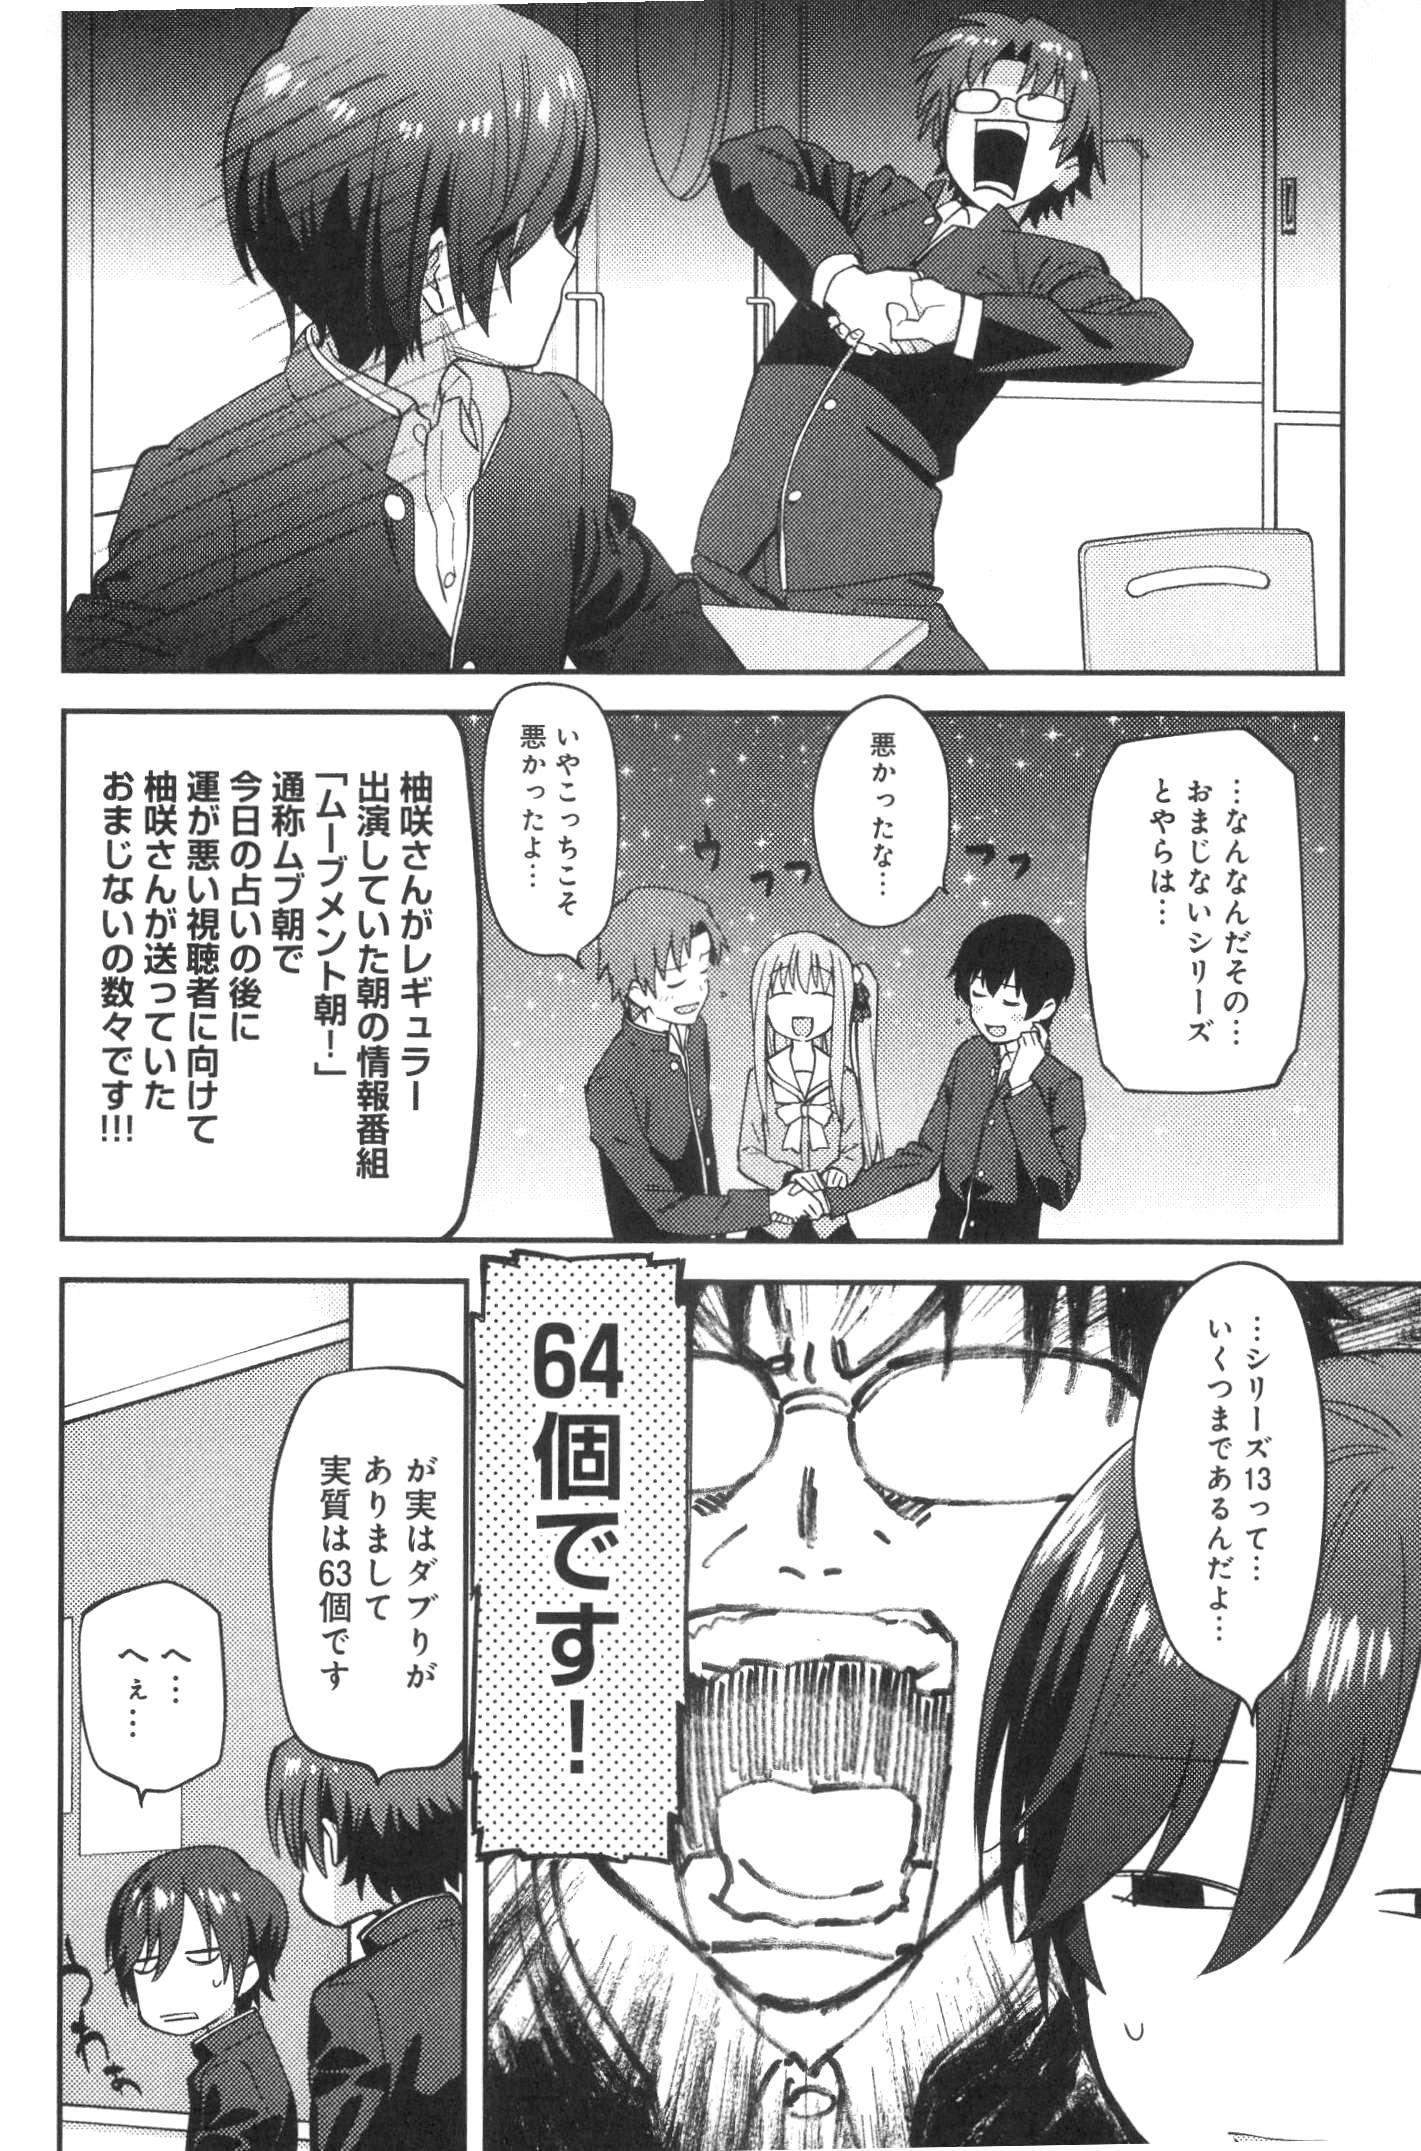 …なんなんだその…
おまじないシリーズ
とやらは…
悪かったな…
フッ
フッ
ウ
いやこっちこそ
悪かったよ…
柚咲さんがレギュラー
出演していた朝の情報番組
「ムーブメント朝！」
通称ムブ朝で
今日の占いの後に
運が悪い視聴者に向けて
柚咲さんが送っていた
おまじないの数々です!!!
…シリーズ13って…
いくつまであるんだよ…
64個です！
が実はダブりが
ありまして
実質は63個です
へ…
へぇ…